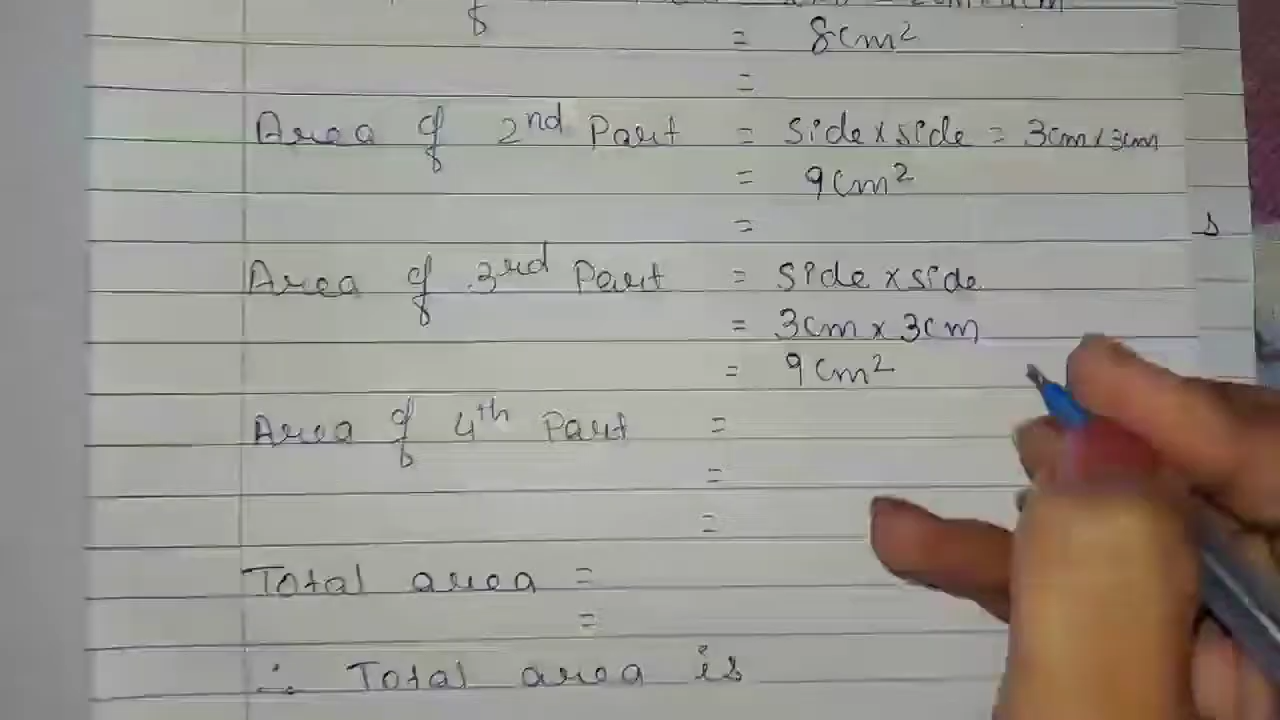 = 8cm²
=
Area of 2nd Part = side x side = 3cm x 3cm
= 9cm²
=
Area of 3rd Part = side x side
= 3cm x 3cm
= 9cm²
Area of 4th Part =
=
=
Total area =
=
∴ Total area is